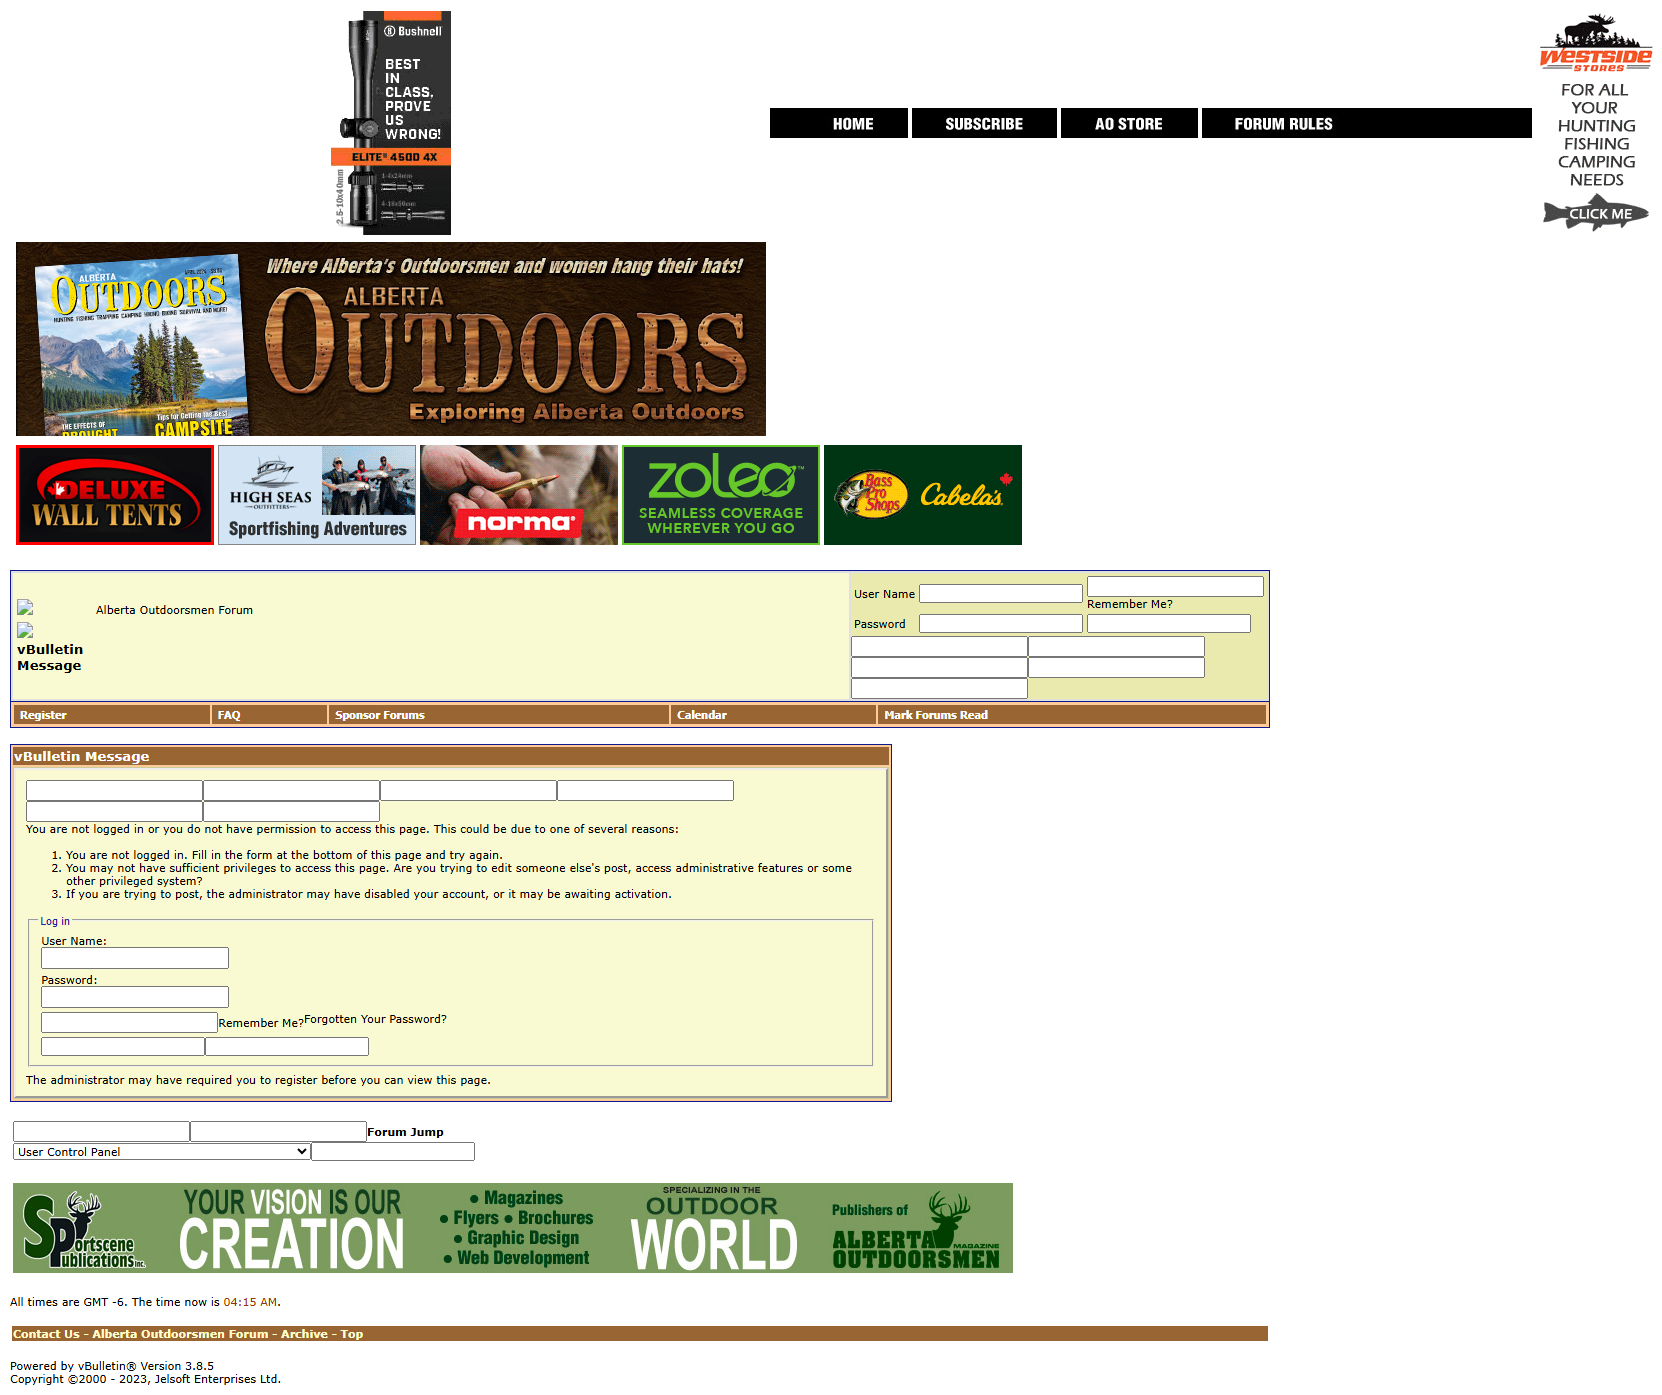 Bushnell
BEST
IN
CLASS,
PROVE
US
WRONG!
ELITE® 4500 4X
2.5-10x40mm
1-4x24mm
4-16x50mm
HOME
SUBSCRIBE
AO STORE
FORUM RULES
WESTSIDE
STORES
FOR ALL
YOUR
HUNTING
FISHING
CAMPING
NEEDS
CLICK ME
ALBERTA
OUTDOORS
HUNTING FISHING TRAPPING CAMPING HIKING BIKING SURVIVAL AND MORE!
THE EFFECTS OF
DROUGHT
Tips for Getting the Best
CAMPSITE
Where Alberta's Outdoorsmen and women hang their hats!
ALBERTA
OUTDOORS
Exploring Alberta Outdoors
DELUXE
WALL TENTS
HIGH SEAS
OUTFITTERS
Sportfishing Adventures
norma®
zoleo™
SEAMLESS COVERAGE
WHEREVER YOU GO
Bass
Pro
Shops
Cabela's
Alberta Outdoorsmen Forum
vBulletin
Message
User Name
Remember Me?
Password
Register
FAQ
Sponsor Forums
Calendar
Mark Forums Read
vBulletin Message
You are not logged in or you do not have permission to access this page. This could be due to one of several reasons:
1. You are not logged in. Fill in the form at the bottom of this page and try again.
2. You may not have sufficient privileges to access this page. Are you trying to edit someone else's post, access administrative features or some
other privileged system?
3. If you are trying to post, the administrator may have disabled your account, or it may be awaiting activation.
Log in
User Name:
Password:
Remember Me?
Forgotten Your Password?
The administrator may have required you to register before you can view this page.
Forum Jump
User Control Panel
Sportscene
Publications Inc.
YOUR VISION IS OUR
CREATION
• Magazines
• Flyers • Brochures
• Graphic Design
• Web Development
SPECIALIZING IN THE
OUTDOOR
WORLD
Publishers of
ALBERTA
MAGAZINE
OUTDOORSMEN
All times are GMT -6. The time now is 04:15 AM.
Contact Us - Alberta Outdoorsmen Forum - Archive - Top
Powered by vBulletin® Version 3.8.5
Copyright ©2000 - 2023, Jelsoft Enterprises Ltd.